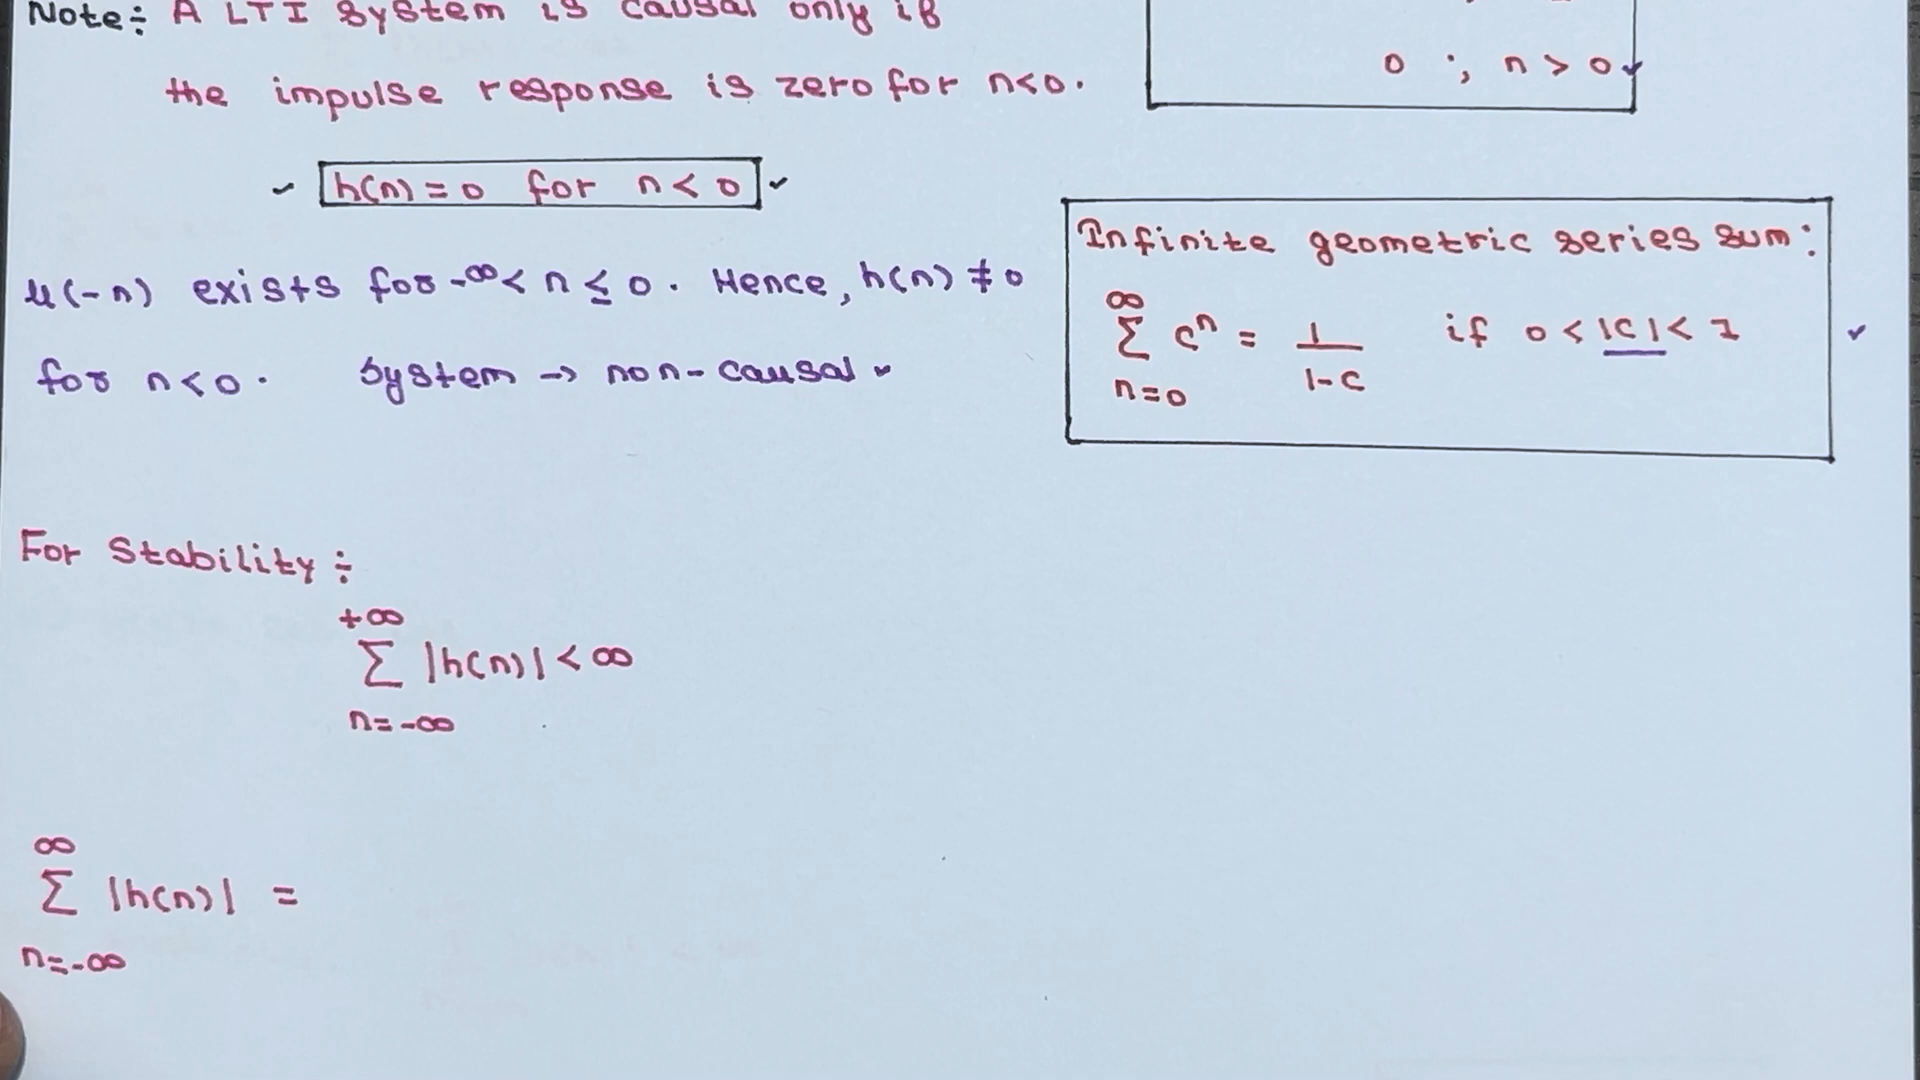 Note÷ A LTI System is causal only if
the impulse response is zero for n<0.
0 ; n > 0
h(n) = 0 for n < 0
u(-n) exists for -∞ < n ≤ 0. Hence, h(n) ≠ 0
for n<0. System → non-causal
Infinite geometric series sum:
∞
Σ cⁿ = 1/(1-c) if 0 < |c| < 1
n=0
For Stability ÷
+∞
Σ |h(n)| < ∞
n=-∞
∞
Σ |h(n)| =
n=-∞